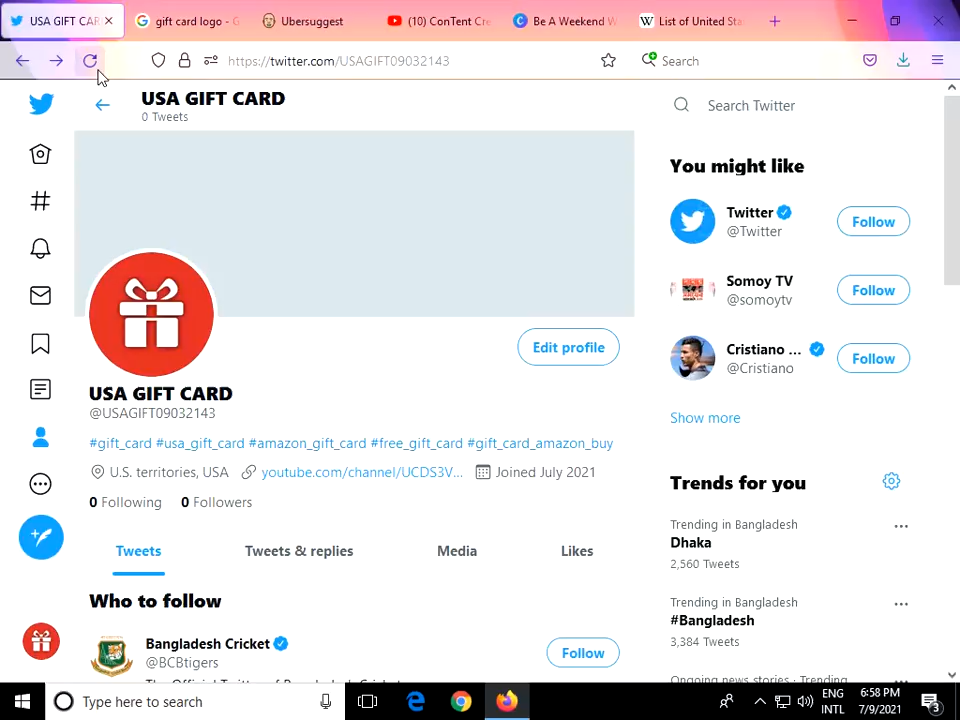 USA GIFT CAR
gift card logo - G
Ubersuggest
(10) ConTent Cre
Be A Weekend W
List of United Sta
https://twitter.com/USAGIFT09032143
Search
USA GIFT CARD
0 Tweets
Search Twitter
You might like
Twitter
@Twitter
Follow
Somoy TV
@somoytv
Follow
Cristiano ...
@Cristiano
Follow
Show more
Edit profile
USA GIFT CARD
@USAGIFT09032143
#gift_card #usa_gift_card #amazon_gift_card #free_gift_card #gift_card_amazon_buy
U.S. territories, USA youtube.com/channel/UCDS3V... Joined July 2021
0 Following 0 Followers
Tweets Tweets & replies Media Likes
Who to follow
Bangladesh Cricket
@BCBtigers
Follow
Trends for you
Trending in Bangladesh
Dhaka
2,560 Tweets
Trending in Bangladesh
#Bangladesh
3,384 Tweets
Ongoing news stories · Trending
Type here to search
ENG
INTL
6:58 PM
7/9/2021
3